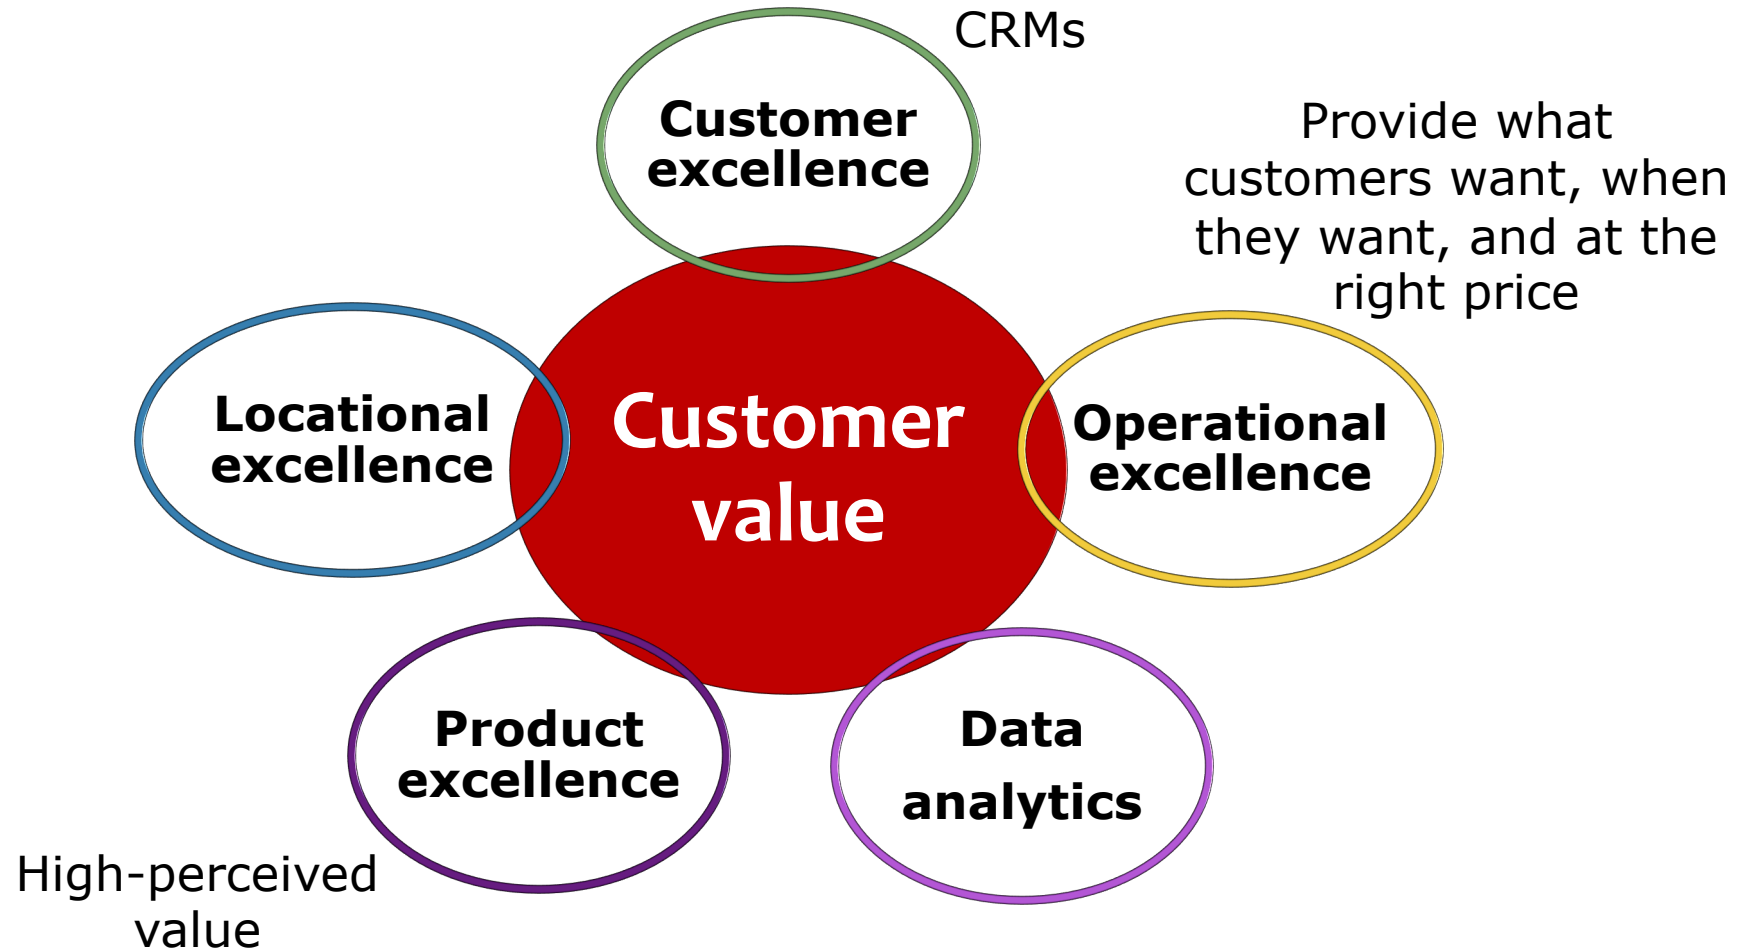 CRMs
Customer
excellence
Provide what
customers want, when
they want, and at the
right price
Locational
excellence
Customer
value
Operational
excellence
Product
excellence
Data
analytics
High-perceived
value